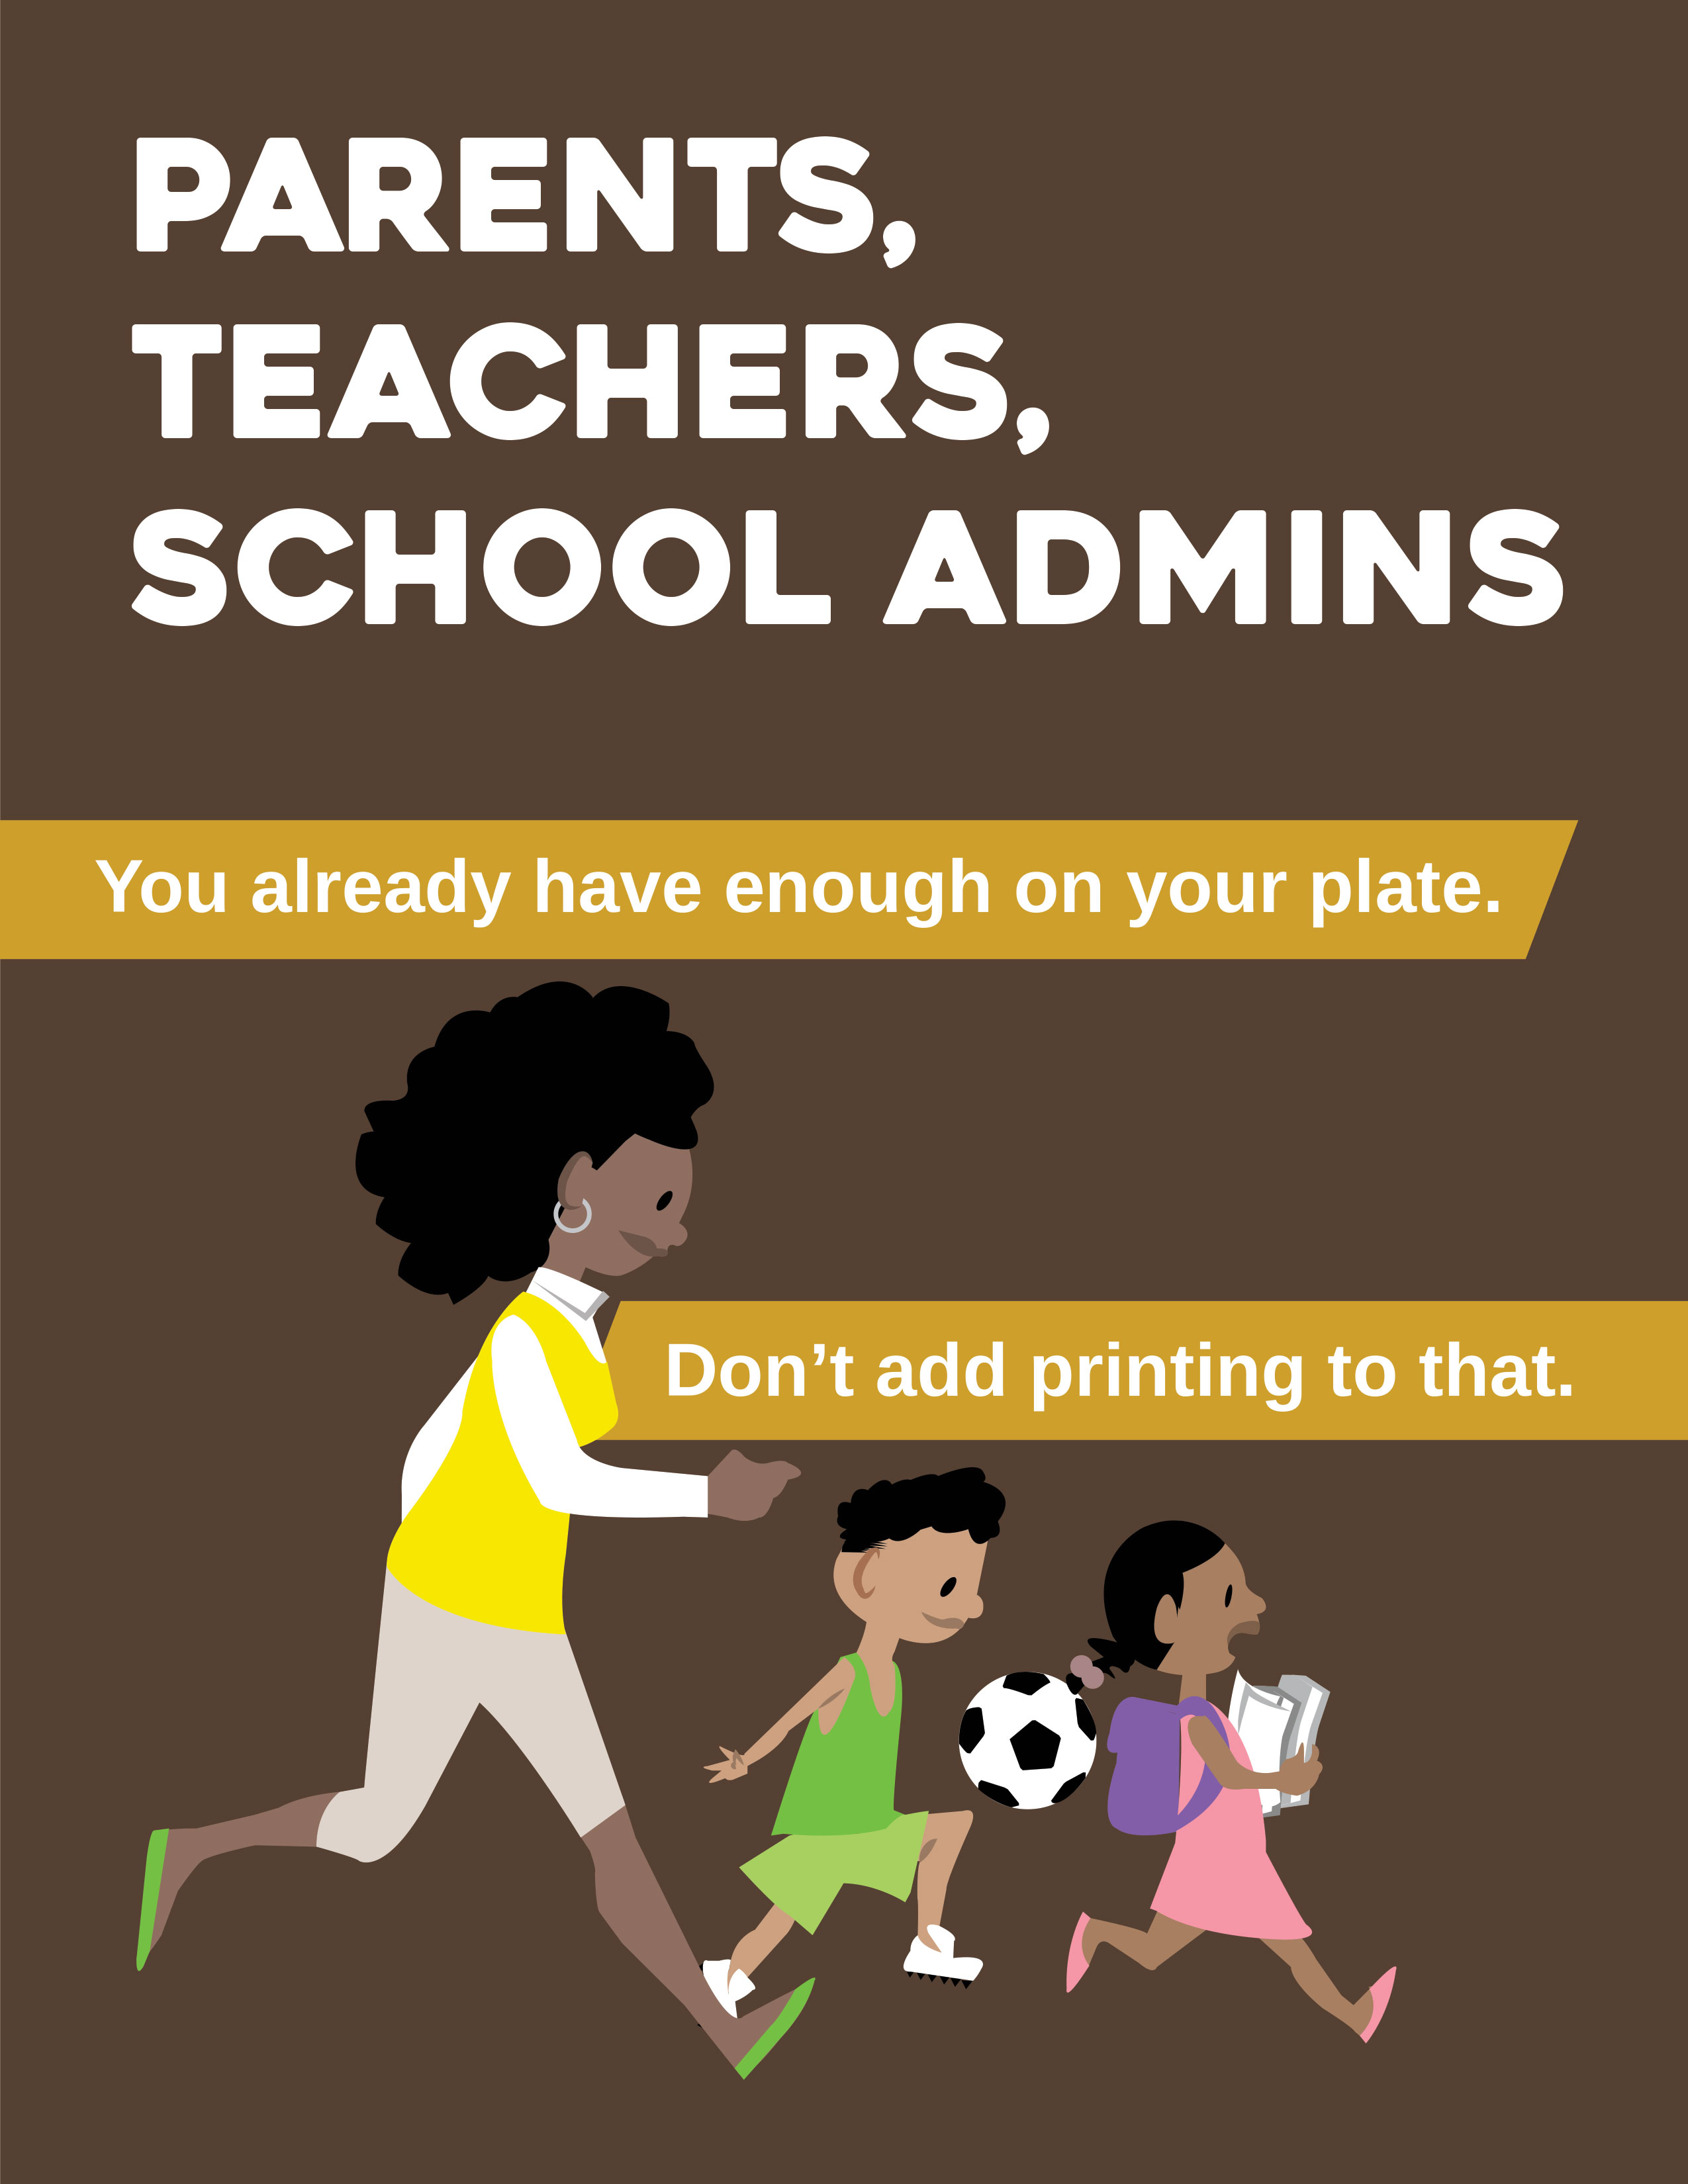 PARENTS,
TEACHERS,
SCHOOL ADMINS
You already have enough on your plate.
Don’t add printing to that.